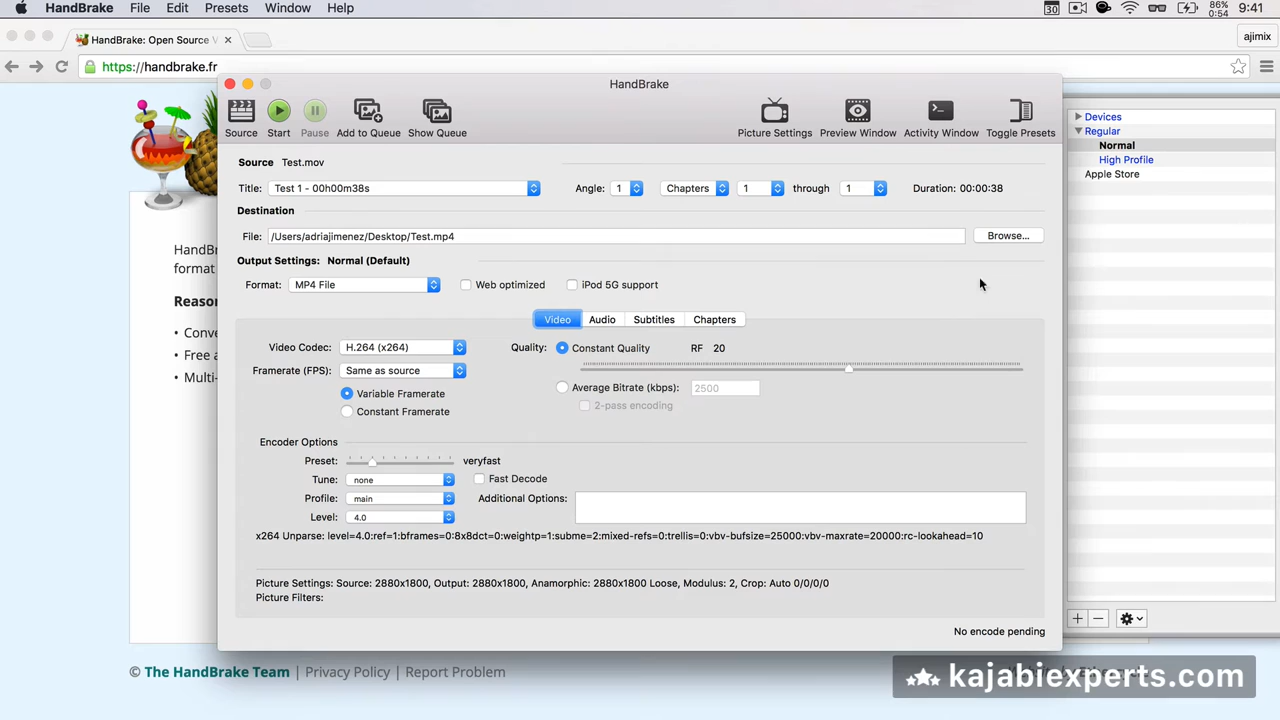 HandBrake File Edit Presets Window Help 30 86% 0:54 9:41
HandBrake: Open Source V ajimix
https://handbrake.fr
HandBrake
Source Start Pause Add to Queue Show Queue Picture Settings Preview Window Activity Window Toggle Presets
Devices
Regular
Normal
High Profile
Apple Store
Source Test.mov
Title: Test 1 - 00h00m38s Angle: 1 Chapters 1 through 1 Duration: 00:00:38
Destination
File: /Users/adriajimenez/Desktop/Test.mp4 Browse...
Output Settings: Normal (Default)
Format: MP4 File Web optimized iPod 5G support
Video Audio Subtitles Chapters
Video Codec: H.264 (x264) Quality: Constant Quality RF 20
Framerate (FPS): Same as source
Variable Framerate Average Bitrate (kbps): 2500
Constant Framerate 2-pass encoding
Encoder Options
Preset: veryfast
Tune: none Fast Decode
Profile: main Additional Options:
Level: 4.0
x264 Unparse: level=4.0:ref=1:bframes=0:8x8dct=0:weightp=1:subme=2:mixed-refs=0:trellis=0:vbv-bufsize=25000:vbv-maxrate=20000:rc-lookahead=10
Picture Settings: Source: 2880x1800, Output: 2880x1800, Anamorphic: 2880x1800 Loose, Modulus: 2, Crop: Auto 0/0/0/0
Picture Filters:
No encode pending
HandB
format
Reaso
• Conve
• Free a
• Multi-
© The HandBrake Team | Privacy Policy | Report Problem
kajabiexperts.com